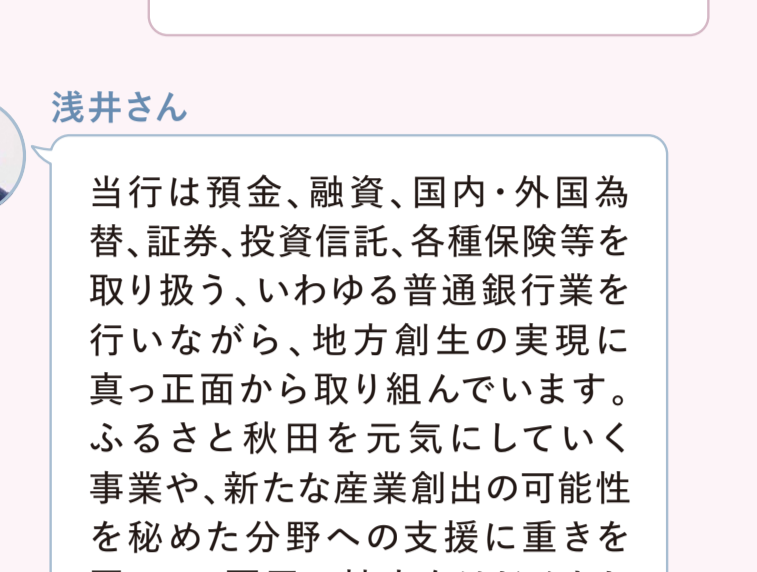 浅井さん
当行は預金、融資、国内・外国為
替、証券、投資信託、各種保険等を
取り扱う、いわゆる普通銀行業を
行いながら、地方創生の実現に
真っ正面から取り組んでいます。
ふるさと秋田を元気にしていく
事業や、新たな産業創出の可能性
を秘めた分野への支援に重きを